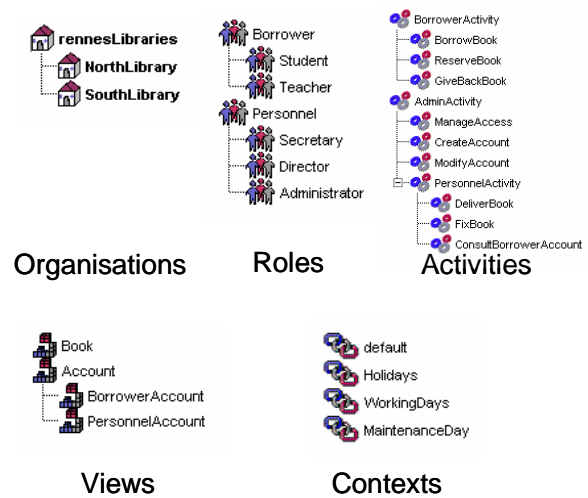 rennesLibraries
NorthLibrary
SouthLibrary
Organisations
Borrower
Student
Teacher
Personnel
Secretary
Director
Administrator
Roles
BorrowerActivity
BorrowBook
ReserveBook
GiveBackBook
AdminActivity
ManageAccess
CreateAccount
ModifyAccount
PersonnelActivity
DeliverBook
FixBook
ConsultBorrowerAccount
Activities
Book
Account
BorrowerAccount
PersonnelAccount
Views
default
Holidays
WorkingDays
MaintenanceDay
Contexts